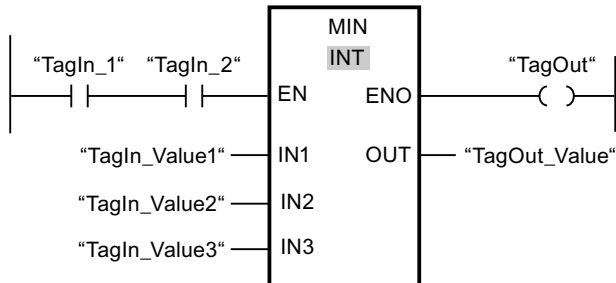 MIN
INT
“TagIn_1“ “TagIn_2“ “TagOut“
EN ENO
“TagIn_Value1“ IN1 OUT “TagOut_Value“
“TagIn_Value2“ IN2
“TagIn_Value3“ IN3